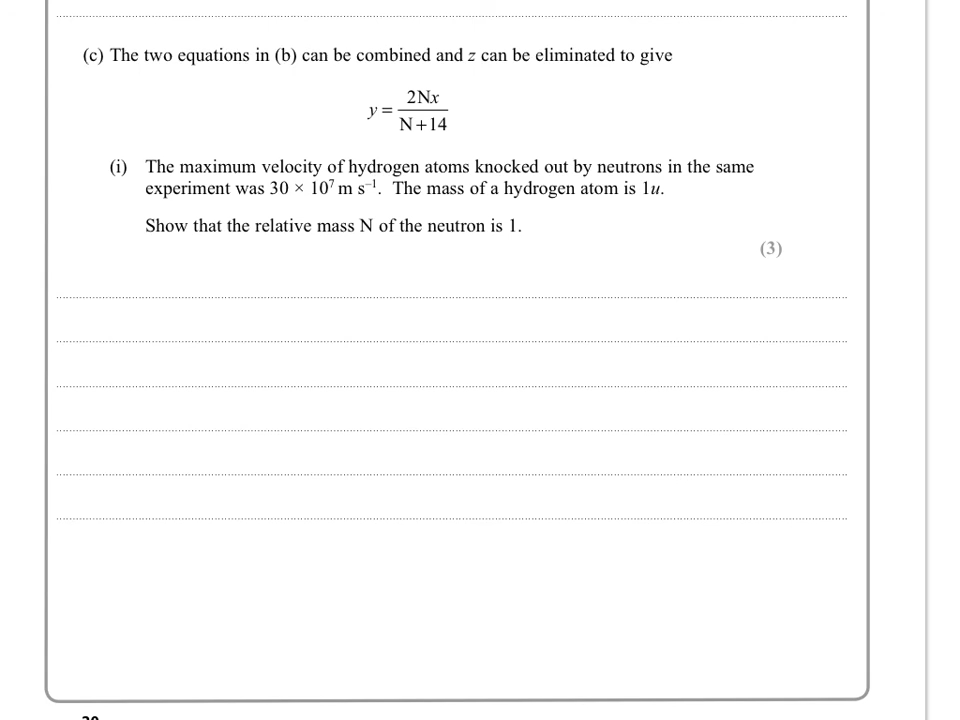 (c) The two equations in (b) can be combined and z can be eliminated to give
y = 2Nx / N+14
(i) The maximum velocity of hydrogen atoms knocked out by neutrons in the same
experiment was 30 × 10⁷ m s⁻¹. The mass of a hydrogen atom is 1u.
Show that the relative mass N of the neutron is 1.
(3)